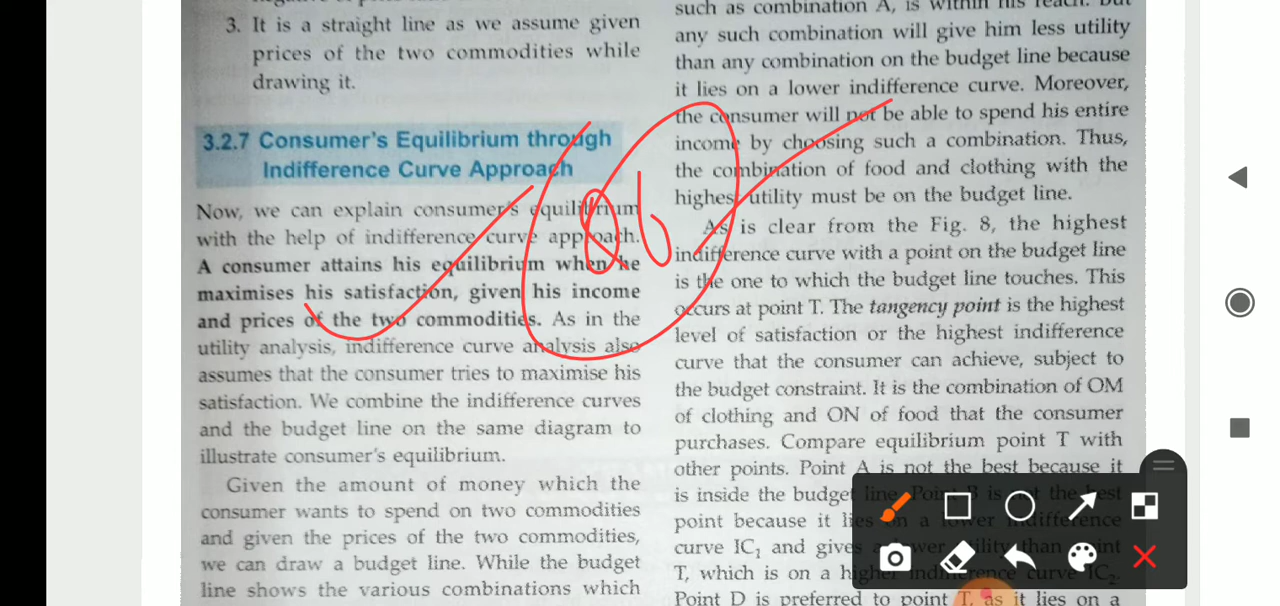 3. It is a straight line as we assume given
prices of the two commodities while
drawing it.
3.2.7 Consumer's Equilibrium through
Indifference Curve Approach
Now, we can explain consumer's equilibrium
with the help of indifference curve approach.
A consumer attains his equilibrium when he
maximises his satisfaction, given his income
and prices of the two commodities. As in the
utility analysis, indifference curve analysis also
assumes that the consumer tries to maximise his
satisfaction. We combine the indifference curves
and the budget line on the same diagram to
illustrate consumer's equilibrium.
Given the amount of money which the
consumer wants to spend on two commodities
and given the prices of the two commodities,
we can draw a budget line. While the budget
line shows the various combinations which
such as combination A, is within his reach. But
any such combination will give him less utility
than any combination on the budget line because
it lies on a lower indifference curve. Moreover,
the consumer will not be able to spend his entire
income by choosing such a combination. Thus,
the combination of food and clothing with the
highest utility must be on the budget line.
As is clear from the Fig. 8, the highest
indifference curve with a point on the budget line
is the one to which the budget line touches. This
occurs at point T. The tangency point is the highest
level of satisfaction or the highest indifference
curve that the consumer can achieve, subject to
the budget constraint. It is the combination of OM
of clothing and ON of food that the consumer
purchases. Compare equilibrium point T with
other points. Point A is not the best because it
is inside the budget line. Point B is not the best
point because it lies on a lower indifference
curve IC₁ and gives lower utility than point
T, which is on a higher indifference curve IC₂.
Point D is preferred to point T, as it lies on a